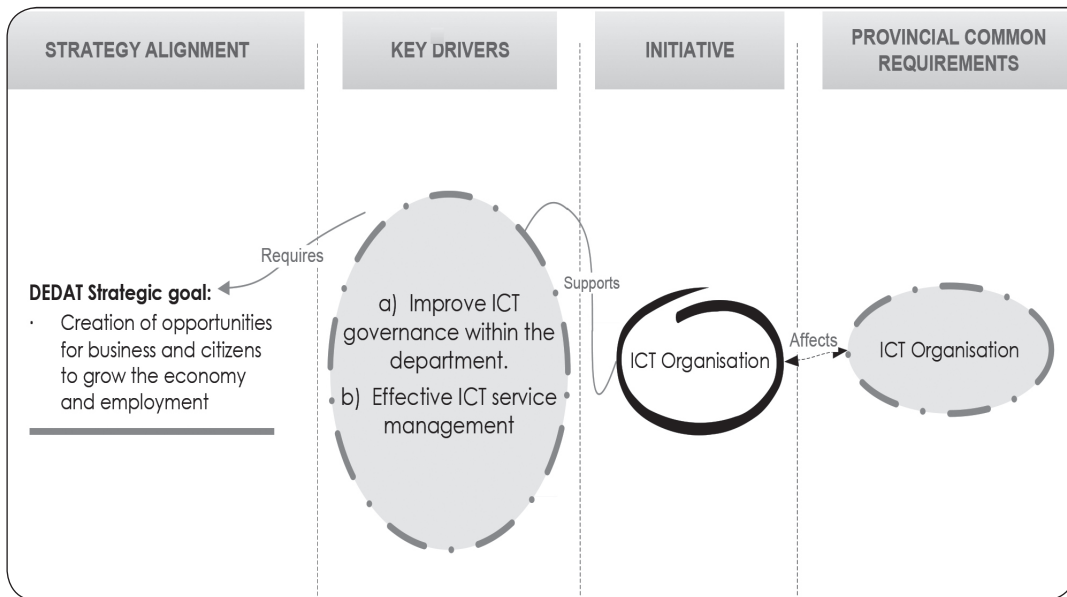 STRATEGY ALIGNMENT
KEY DRIVERS
INITIATIVE
PROVINCIAL COMMON
REQUIREMENTS
Requires
DEDAT Strategic goal:
· Creation of opportunities
for business and citizens
to grow the economy
and employment
a) Improve ICT
governance within the
department.
b) Effective ICT service
management
Supports
ICT Organisation
Affects
ICT Organisation